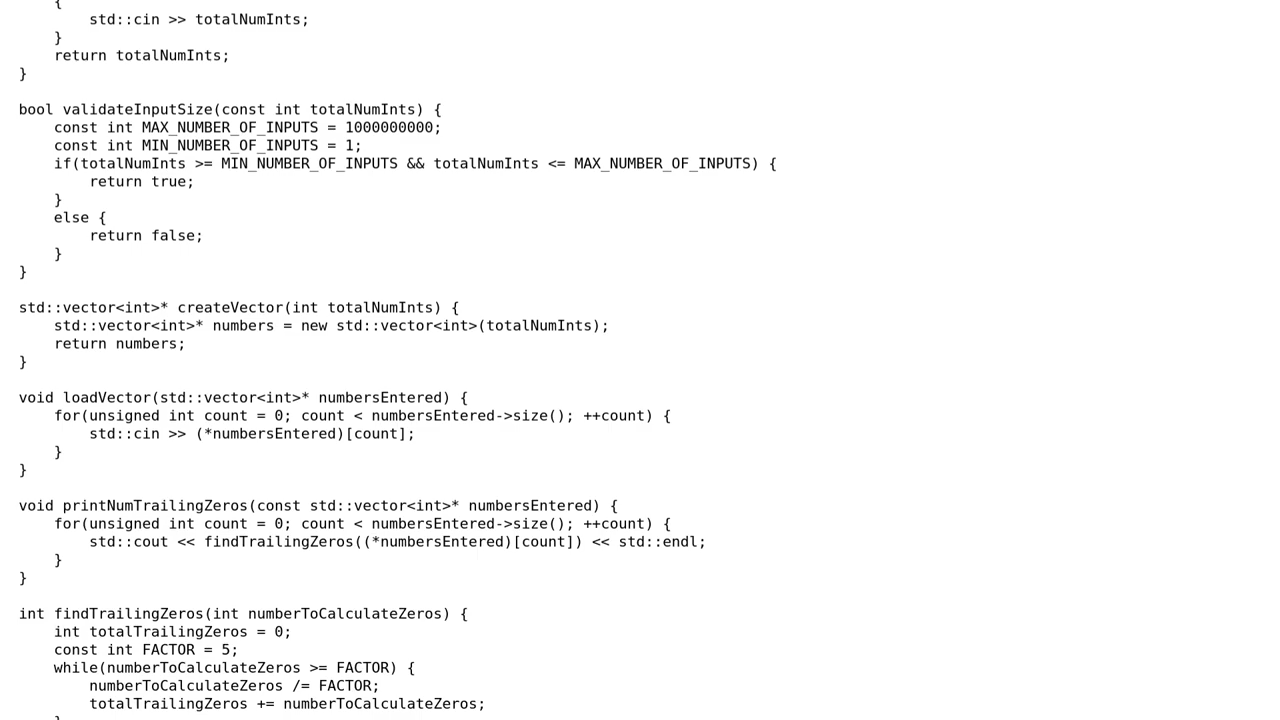 {
        std::cin >> totalNumInts;
    }
    return totalNumInts;
}

bool validateInputSize(const int totalNumInts) {
    const int MAX_NUMBER_OF_INPUTS = 1000000000;
    const int MIN_NUMBER_OF_INPUTS = 1;
    if(totalNumInts >= MIN_NUMBER_OF_INPUTS && totalNumInts <= MAX_NUMBER_OF_INPUTS) {
        return true;
    }
    else {
        return false;
    }
}

std::vector<int>* createVector(int totalNumInts) {
    std::vector<int>* numbers = new std::vector<int>(totalNumInts);
    return numbers;
}

void loadVector(std::vector<int>* numbersEntered) {
    for(unsigned int count = 0; count < numbersEntered->size(); ++count) {
        std::cin >> (*numbersEntered)[count];
    }
}

void printNumTrailingZeros(const std::vector<int>* numbersEntered) {
    for(unsigned int count = 0; count < numbersEntered->size(); ++count) {
        std::cout << findTrailingZeros((*numbersEntered)[count]) << std::endl;
    }
}

int findTrailingZeros(int numberToCalculateZeros) {
    int totalTrailingZeros = 0;
    const int FACTOR = 5;
    while(numberToCalculateZeros >= FACTOR) {
        numberToCalculateZeros /= FACTOR;
        totalTrailingZeros += numberToCalculateZeros;
    }